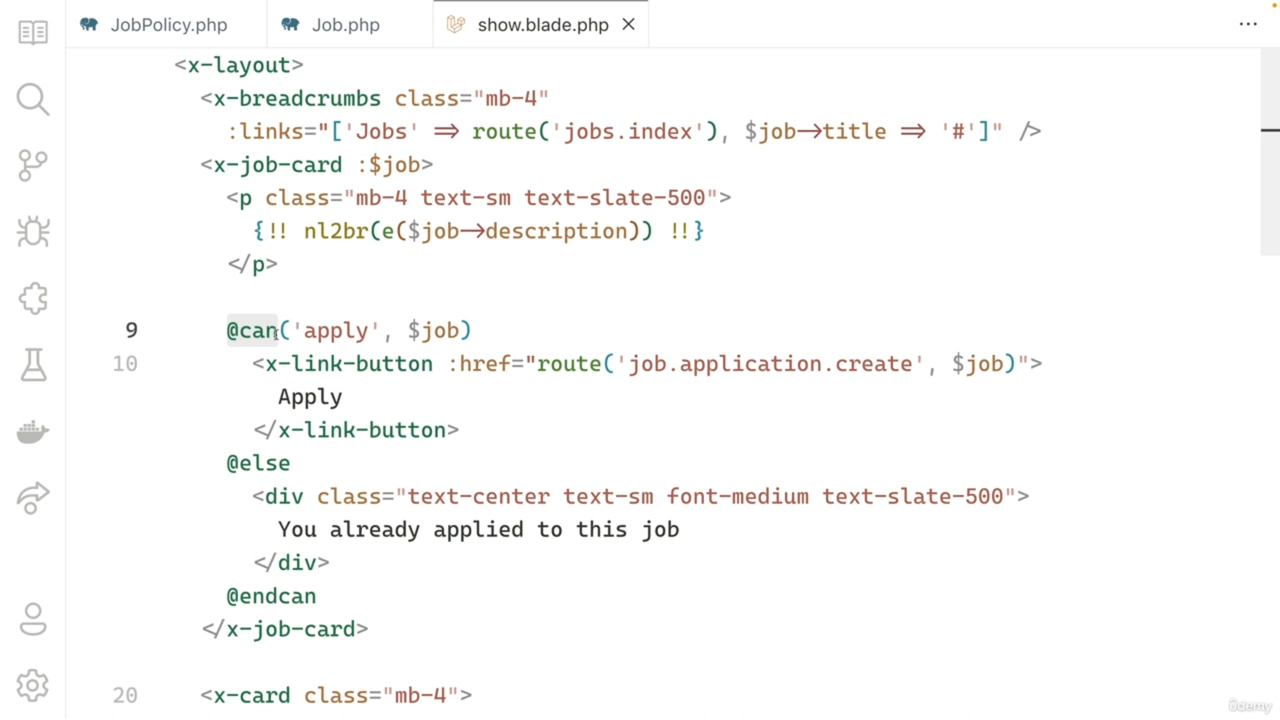 JobPolicy.php Job.php show.blade.php
<x-layout>
<x-breadcrumbs class="mb-4"
:links="['Jobs' => route('jobs.index'), $job->title => '#']" />
<x-job-card :$job>
<p class="mb-4 text-sm text-slate-500">
{!! nl2br(e($job->description)) !!}
</p>
9 @can('apply', $job)
10 <x-link-button :href="route('job.application.create', $job)">
Apply
</x-link-button>
@else
<div class="text-center text-sm font-medium text-slate-500">
You already applied to this job
</div>
@endcan
</x-job-card>
20 <x-card class="mb-4">
ûdemy